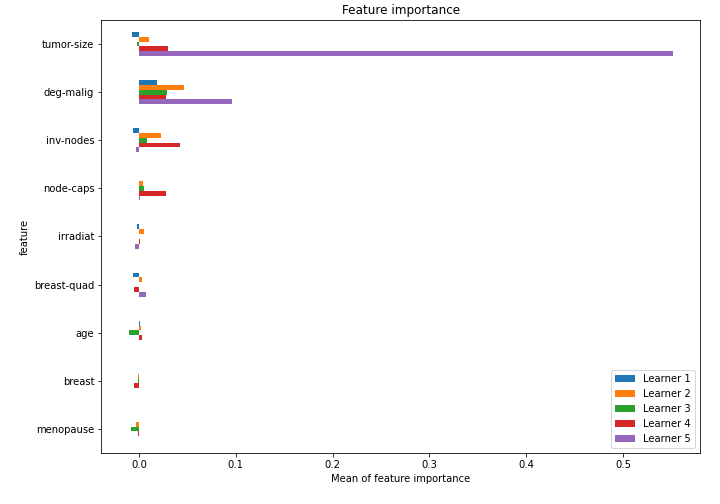 Feature importance
tumor-size
deg-malig
inv-nodes
node-caps
irradiat
breast-quad
age
breast
menopause
feature
0.0 0.1 0.2 0.3 0.4 0.5
Mean of feature importance
Learner 1
Learner 2
Learner 3
Learner 4
Learner 5